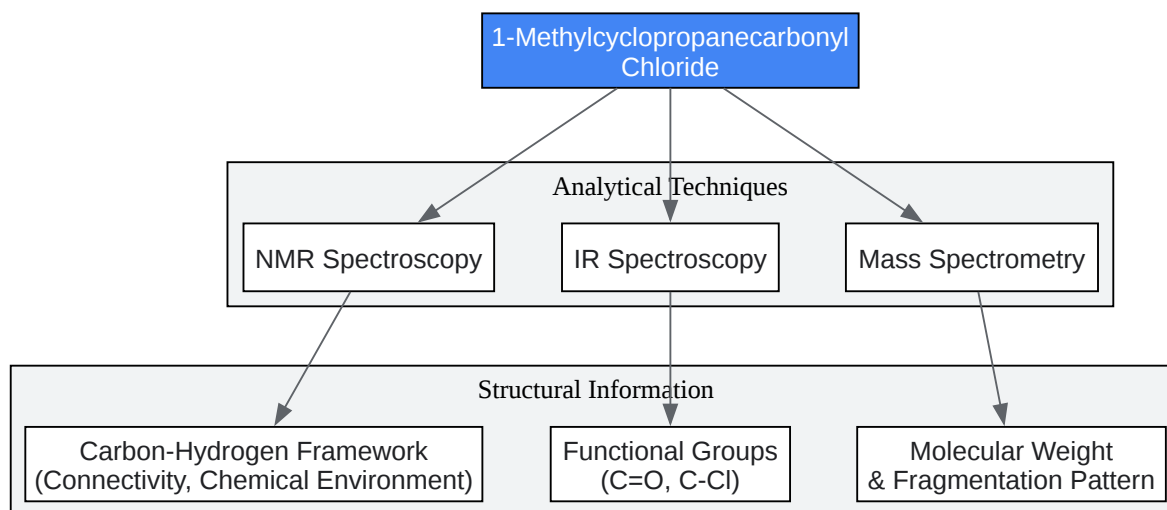 1-Methylcyclopropanecarbonyl
Chloride
Analytical Techniques
NMR Spectroscopy
IR Spectroscopy
Mass Spectrometry
Structural Information
Carbon-Hydrogen Framework
(Connectivity, Chemical Environment)
Functional Groups
(C=O, C-Cl)
Molecular Weight
& Fragmentation Pattern